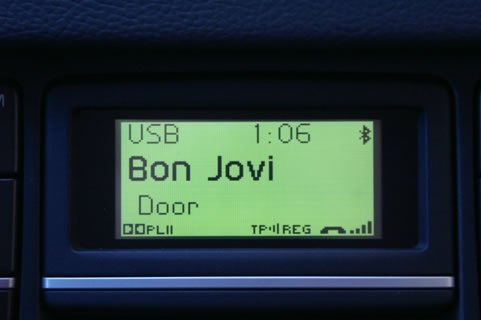 USB 1:06
Bon Jovi
Door
PLII TP REG